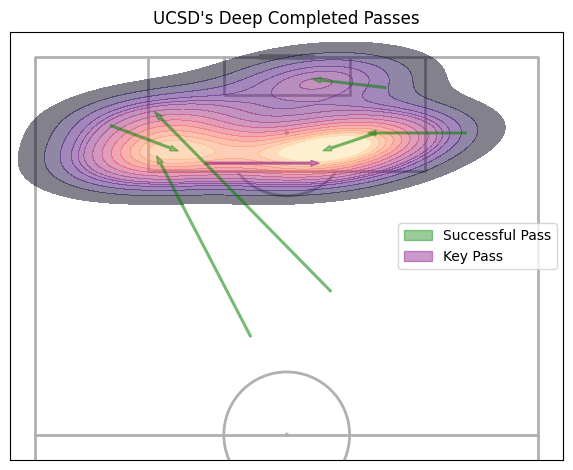 UCSD's Deep Completed Passes
Successful Pass
Key Pass